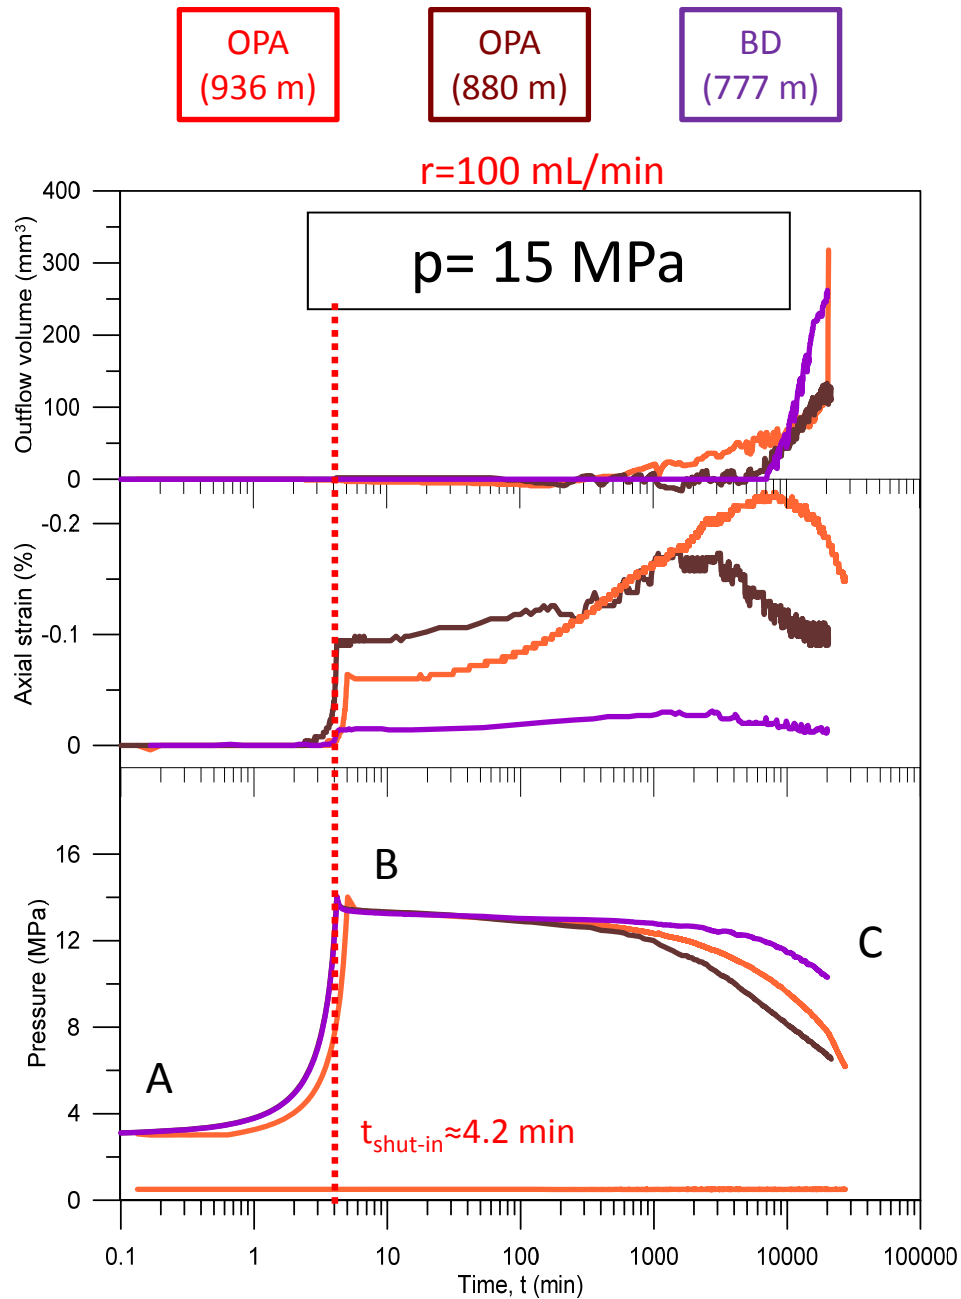 OPA
(936 m)
OPA
(880 m)
BD
(777 m)
r=100 mL/min
p= 15 MPa
Outflow volume (mm³)
400
300
200
100
0
Axial strain (%)
-0.2
-0.1
0
Pressure (MPa)
16
12
8
4
0
A
B
C
tshut-in≈4.2 min
0.1
1
10
100
1000
10000
100000
Time, t (min)